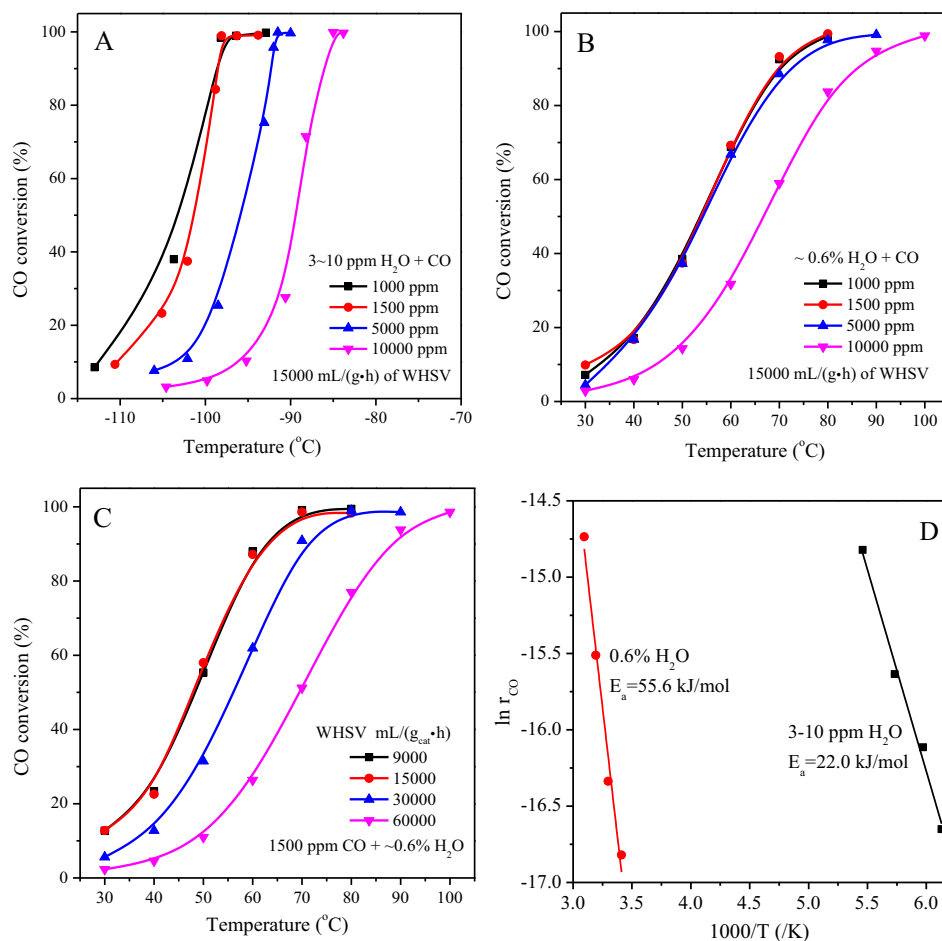 A
CO conversion (%)
100
80
60
40
20
0
3~10 ppm H₂O + CO
1000 ppm
1500 ppm
5000 ppm
10000 ppm
15000 mL/(g•h) of WHSV
-110 -100 -90 -80 -70
Temperature (°C)
B
CO conversion (%)
100
80
60
40
20
0
~ 0.6% H₂O + CO
1000 ppm
1500 ppm
5000 ppm
10000 ppm
15000 mL/(g•h) of WHSV
30 40 50 60 70 80 90 100
Temperature (°C)
C
CO conversion (%)
100
80
60
40
20
0
WHSV mL/(g_cat•h)
9000
15000
30000
60000
1500 ppm CO + ~0.6% H₂O
30 40 50 60 70 80 90 100
Temperature (°C)
D
ln r_CO
-14.5
-15.0
-15.5
-16.0
-16.5
-17.0
0.6% H₂O
Eₐ=55.6 kJ/mol
3-10 ppm H₂O
Eₐ=22.0 kJ/mol
3.0 3.5 4.0 4.5 5.0 5.5 6.0
1000/T (/K)